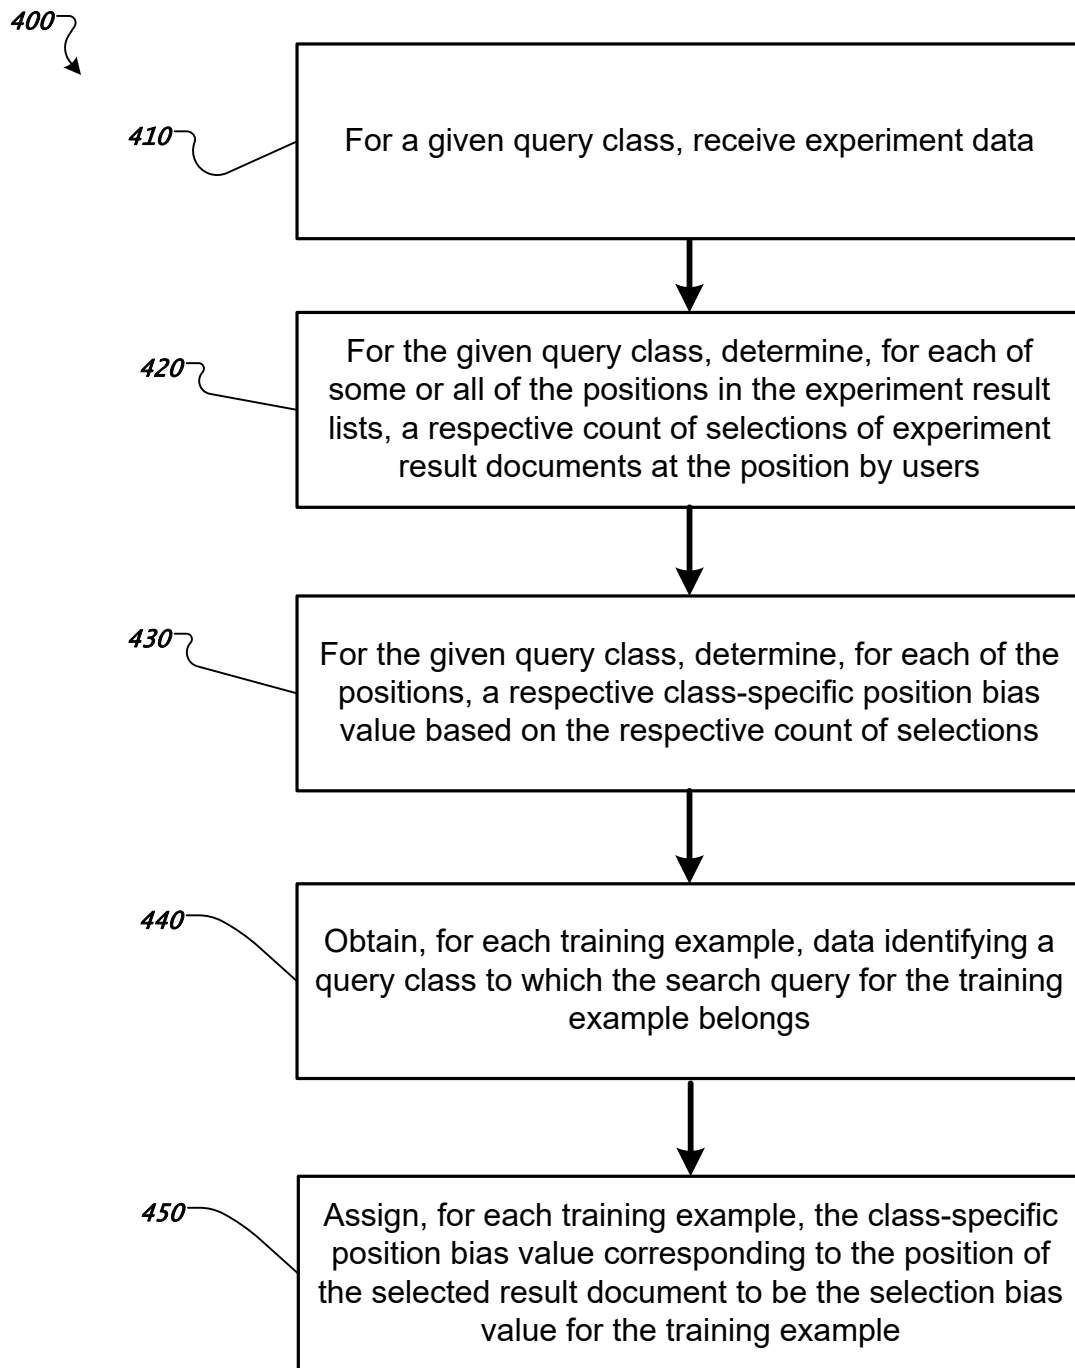 400
410
For a given query class, receive experiment data
420
For the given query class, determine, for each of
some or all of the positions in the experiment result
lists, a respective count of selections of experiment
result documents at the position by users
430
For the given query class, determine, for each of the
positions, a respective class-specific position bias
value based on the respective count of selections
440
Obtain, for each training example, data identifying a
query class to which the search query for the training
example belongs
450
Assign, for each training example, the class-specific
position bias value corresponding to the position of
the selected result document to be the selection bias
value for the training example